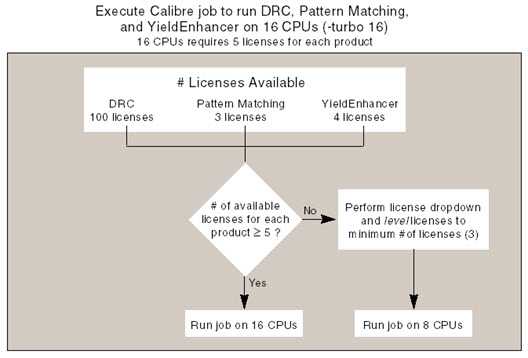 Execute Calibre job to run DRC, Pattern Matching,
and YieldEnhancer on 16 CPUs (-turbo 16)
16 CPUs requires 5 licenses for each product
# Licenses Available
DRC
100 licenses
Pattern Matching
3 licenses
YieldEnhancer
4 licenses
# of available
licenses for each
product ≥ 5 ?
No
Perform license dropdown
and level licenses to
minimum # of licenses (3)
Yes
Run job on 16 CPUs
Run job on 8 CPUs